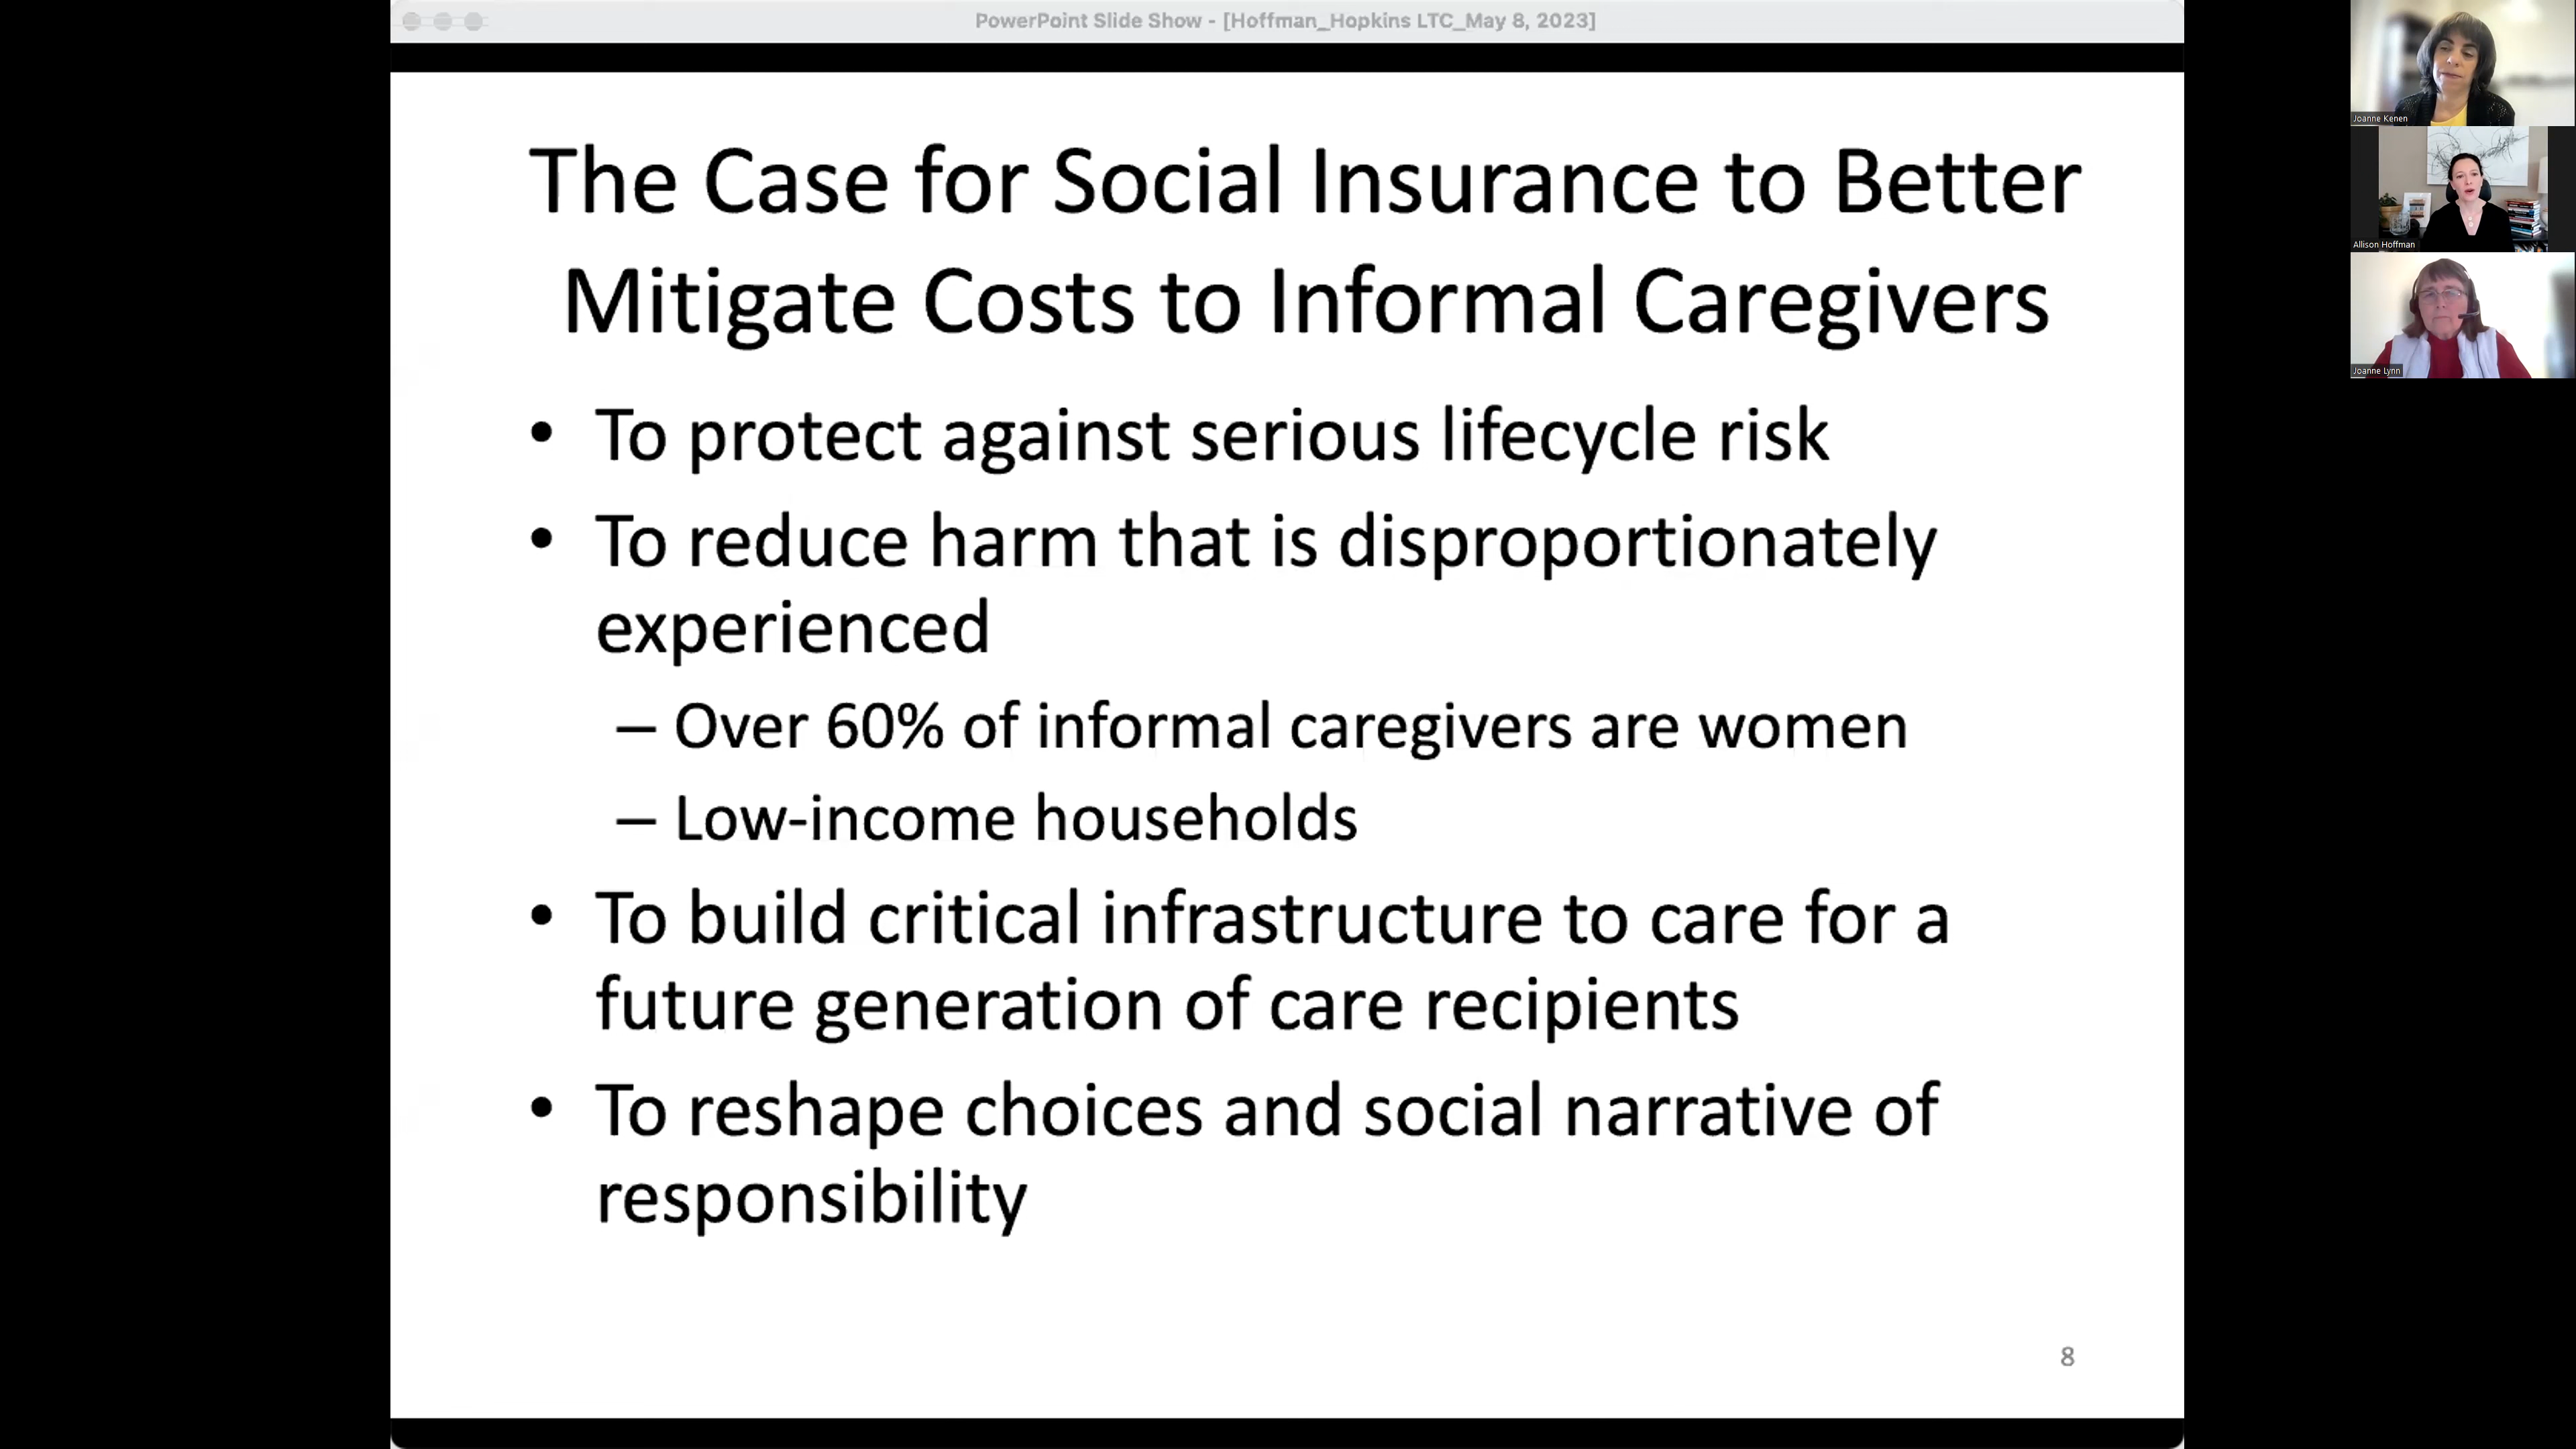 PowerPoint Slide Show - [Hoffman_Hopkins LTC_May 8, 2023]
The Case for Social Insurance to Better
Mitigate Costs to Informal Caregivers
• To protect against serious lifecycle risk
• To reduce harm that is disproportionately
experienced
– Over 60% of informal caregivers are women
– Low-income households
• To build critical infrastructure to care for a
future generation of care recipients
• To reshape choices and social narrative of
responsibility
8
Joanne Kenen
Allison Hoffman
Joanne Lynn